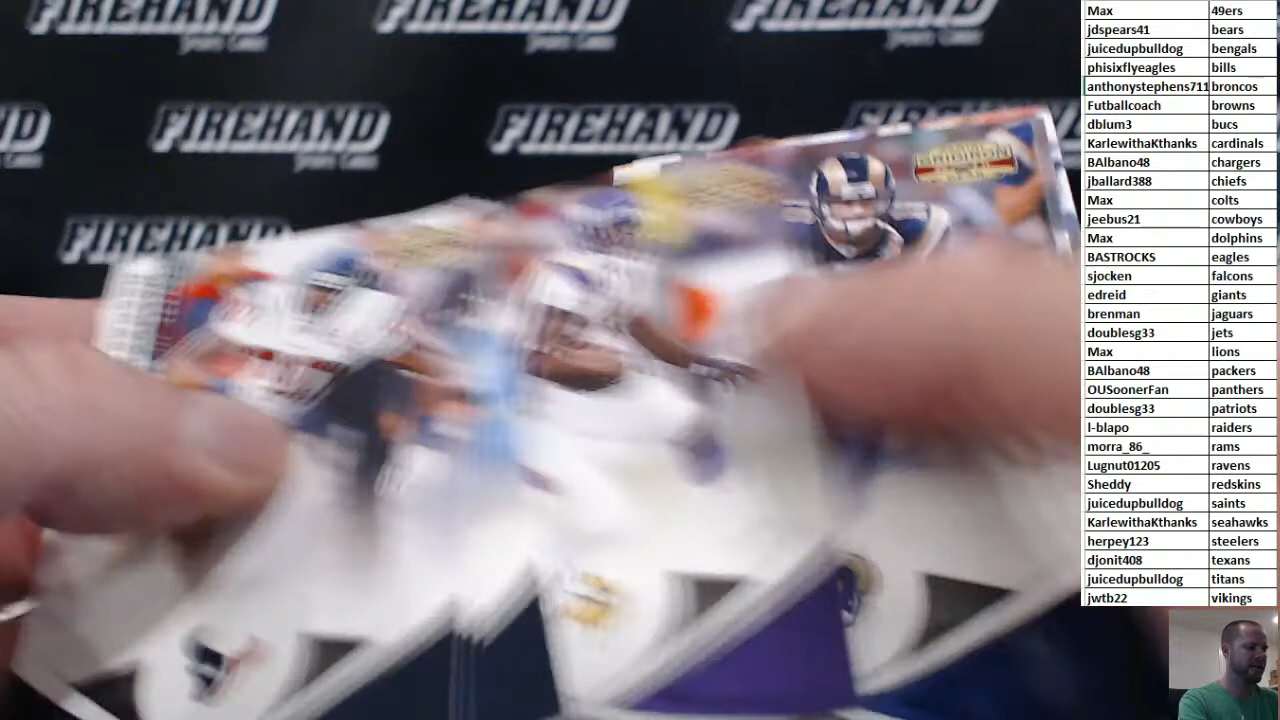 FIREHAND
FIREHAND
FIREHAND
FIREHAND
FIREHAND
FIREHAND
GRIDIRON
Max 49ers
jdspears41 bears
juicedupbulldog bengals
phisixflyeagles bills
anthonystephens711 broncos
Futballcoach browns
dblum3 bucs
KarlewithaKthanks cardinals
BAlbano48 chargers
jballard388 chiefs
Max colts
jeebus21 cowboys
Max dolphins
BASTROCKS eagles
sjocken falcons
edreid giants
brenman jaguars
doublesg33 jets
Max lions
BAlbano48 packers
OUSoonerFan panthers
doublesg33 patriots
l-blapo raiders
morra_86_ rams
Lugnut01205 ravens
Sheddy redskins
juicedupbulldog saints
KarlewithaKthanks seahawks
herpey123 steelers
djonit408 texans
juicedupbulldog titans
jwtb22 vikings